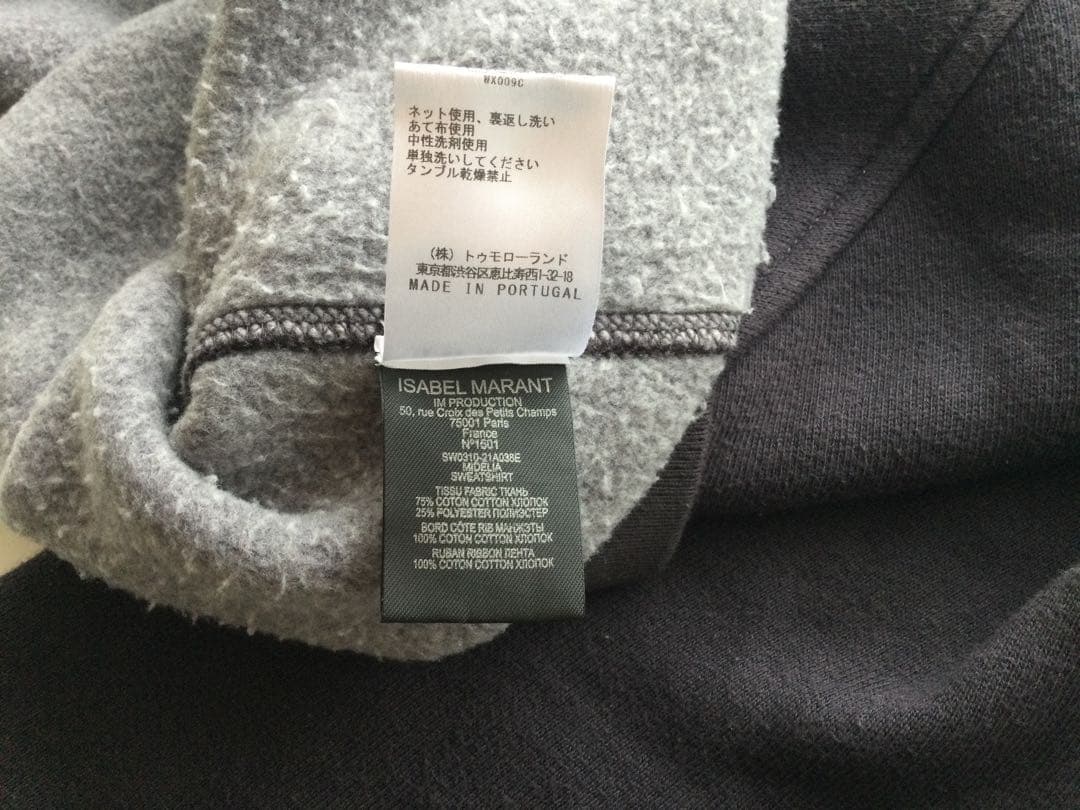 WX009C
ネット使用、裏返し洗い
あて布使用
中性洗剤使用
単独洗いしてください
タンブル乾燥禁止
(株) トゥモローランド
東京都渋谷区恵比寿西1-32-18
MADE IN PORTUGAL
ISABEL MARANT
IM PRODUCTION
50, rue Croix des Petits Champs
75001 Paris
France
N°1601
SW0310-21A038E
MIDELIA
SWEATSHIRT
TISSU FABRIC ТКАНЬ
75% COTON COTTON ХЛОПОК
25% POLYESTER ПОЛИЭСТЕР
BORD CÔTE RIB МАНЖЭТЫ
100% COTON COTTON ХЛОПОК
RUBAN RIBBON ЛЕНТА
100% COTON COTTON ХЛОПОК